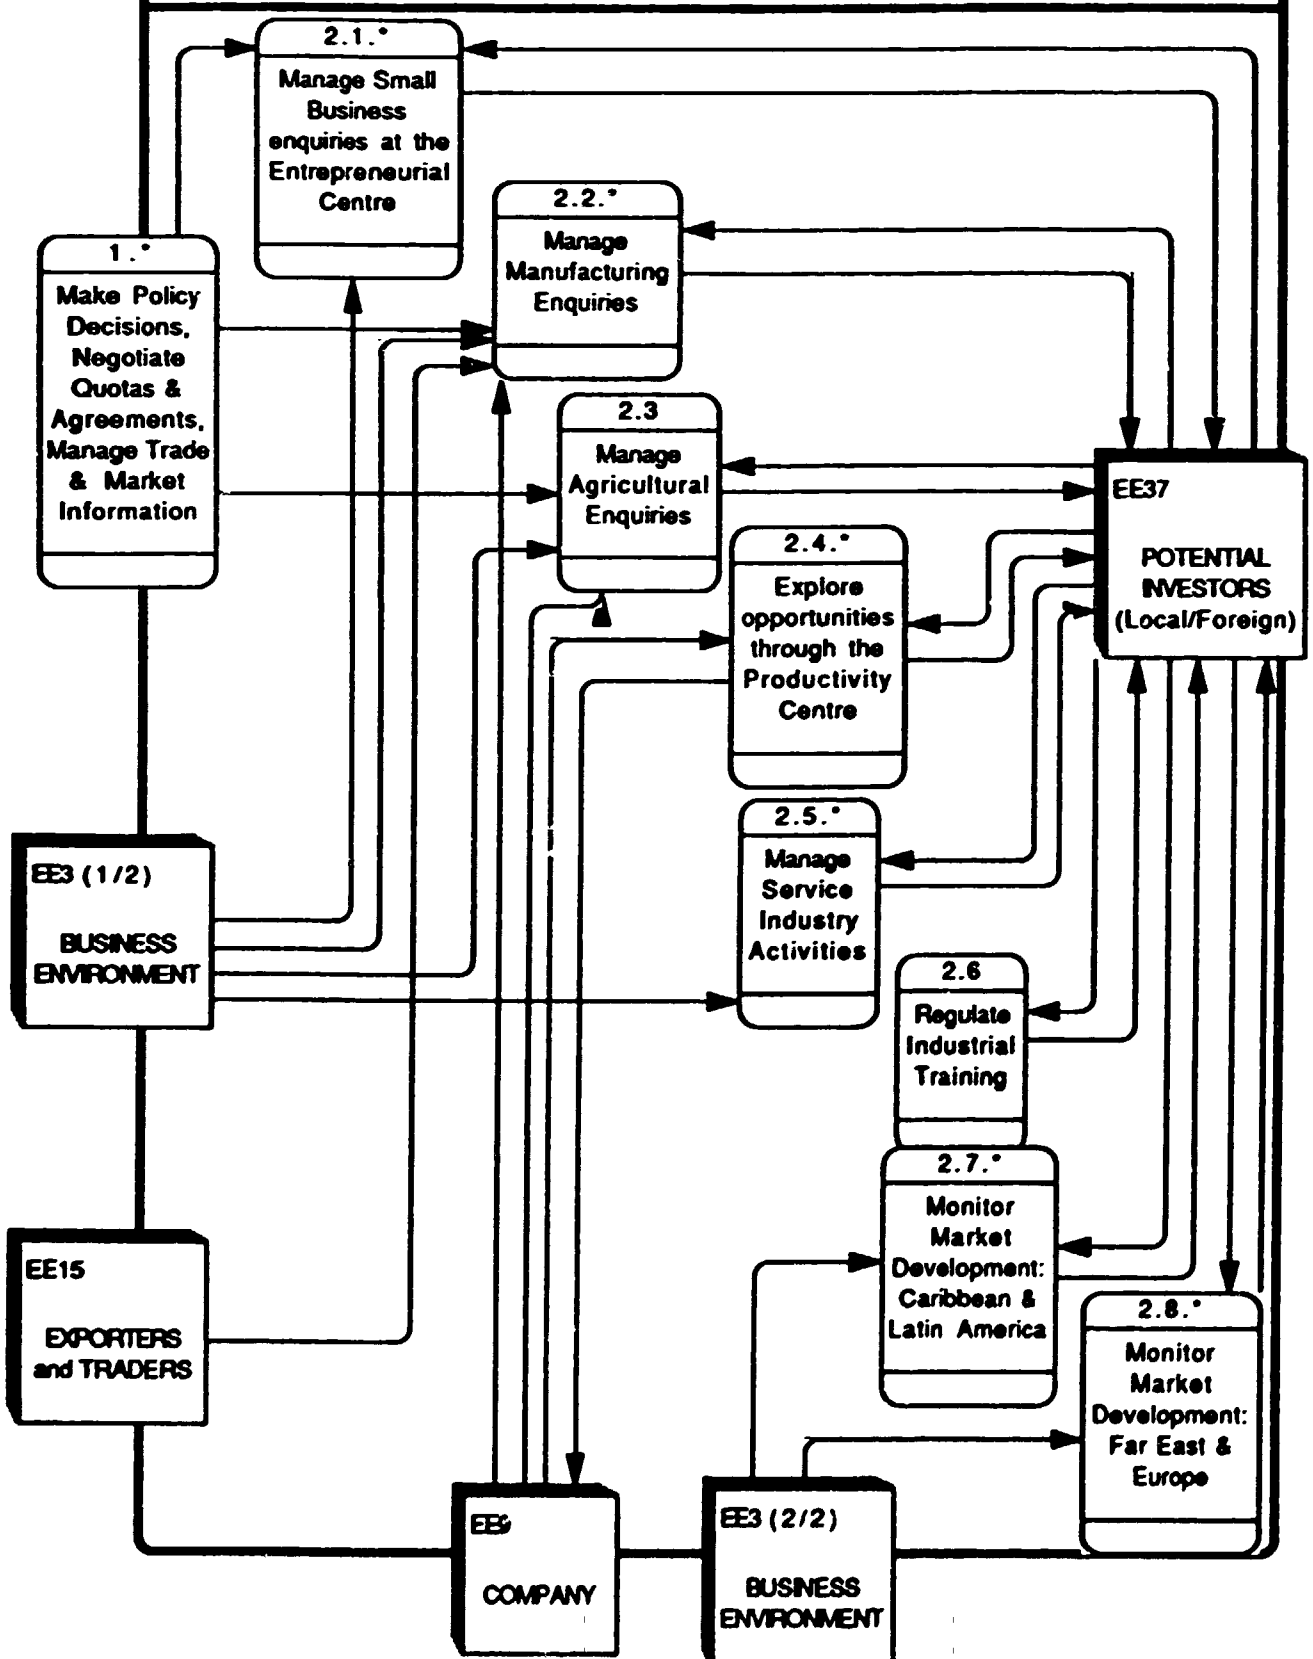 2.1.*
Manage Small
Business
enquiries at the
Entrepreneurial
Centre
2.2.*
Manage
Manufacturing
Enquiries
1.*
Make Policy
Decisions,
Negotiate
Quotas &
Agreements,
Manage Trade
& Market
Information
2.3
Manage
Agricultural
Enquiries
EE37
POTENTIAL
INVESTORS
(Local/Foreign)
2.4.*
Explore
opportunities
through the
Productivity
Centre
2.5.*
Manage
Service
Industry
Activities
EE3 (1/2)
BUSINESS
ENVIRONMENT
2.6
Regulate
Industrial
Training
2.7.*
Monitor
Market
Development:
Caribbean &
Latin America
EE15
EXPORTERS
and TRADERS
2.8.*
Monitor
Market
Development:
Far East &
Europe
EE9
COMPANY
EE3 (2/2)
BUSINESS
ENVIRONMENT